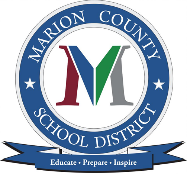 MARION COUNTY
M
SCHOOL DISTRICT
Educate • Prepare • Inspire